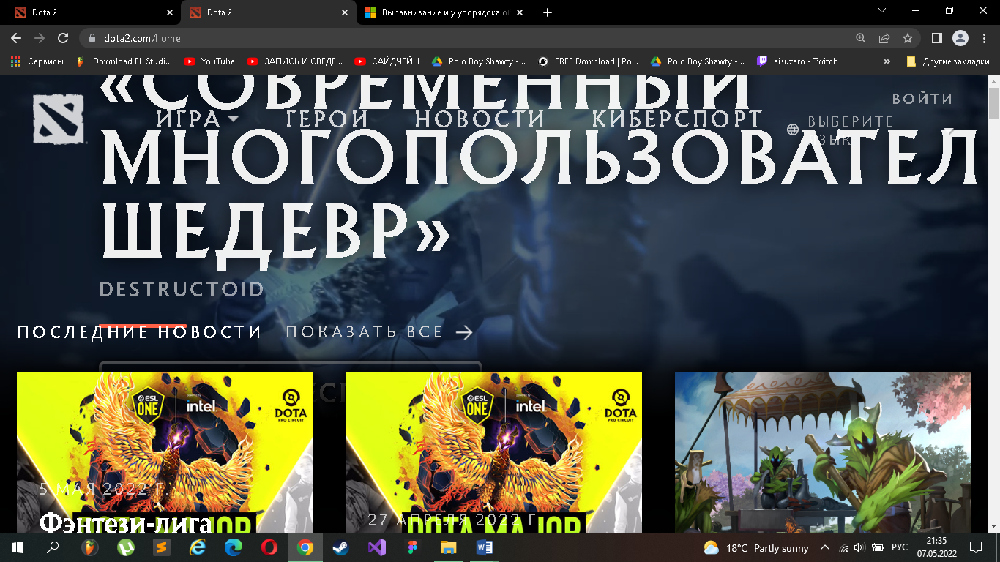 Dota 2
Dota 2
Выравнивание и у упорядока об
dota2.com/home
Сервисы
Download FL Studi...
YouTube
ЗАПИСЬ И СВЕДЕ...
САЙДЧЕЙН
Polo Boy Shawty -...
FREE Download | Po...
Polo Boy Shawty -...
aisuzero - Twitch
»
Другие закладки
«СОВРЕМЕННЫЙ
ИГРА
ГЕРОИ
НОВОСТИ
КИБЕРСПОРТ
ВОЙТИ
ВЫБЕРИТЕ
МНОГОПОЛЬЗОВАТЕЛ
ШЕДЕВР»
DESTRUCTOID
ПОСЛЕДНИЕ НОВОСТИ
ПОКАЗАТЬ ВСЕ
ESL
ONE
intel
DOTA
PRO CIRCUIT
5 МАЯ 2022 Г.
Фэнтези-лига
ESL
ONE
intel
DOTA
PRO CIRCUIT
27 АПРЕЛЯ 2022 Г
18°C Partly sunny
РУС
21:35
07.05.2022